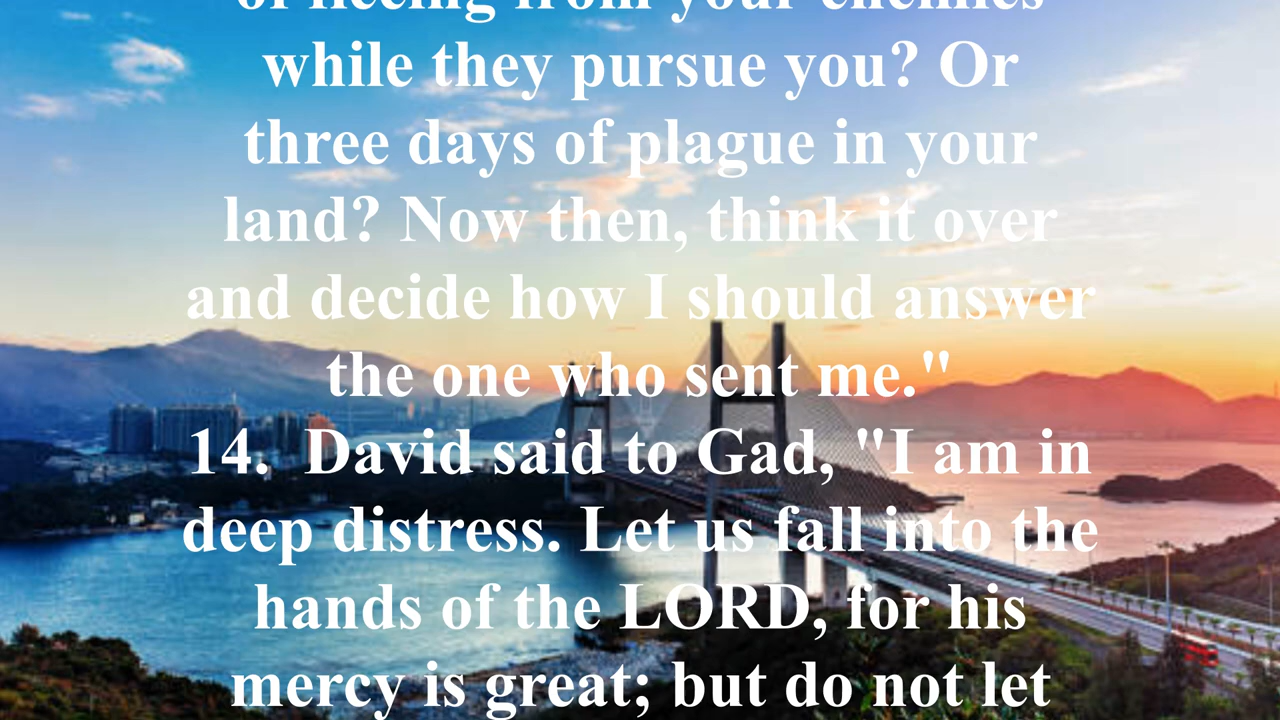 of fleeing from your enemies
while they pursue you? Or
three days of plague in your
land? Now then, think it over
and decide how I should answer
the one who sent me."
14.  David said to Gad, "I am in
deep distress. Let us fall into the
hands of the LORD, for his
mercy is great; but do not let